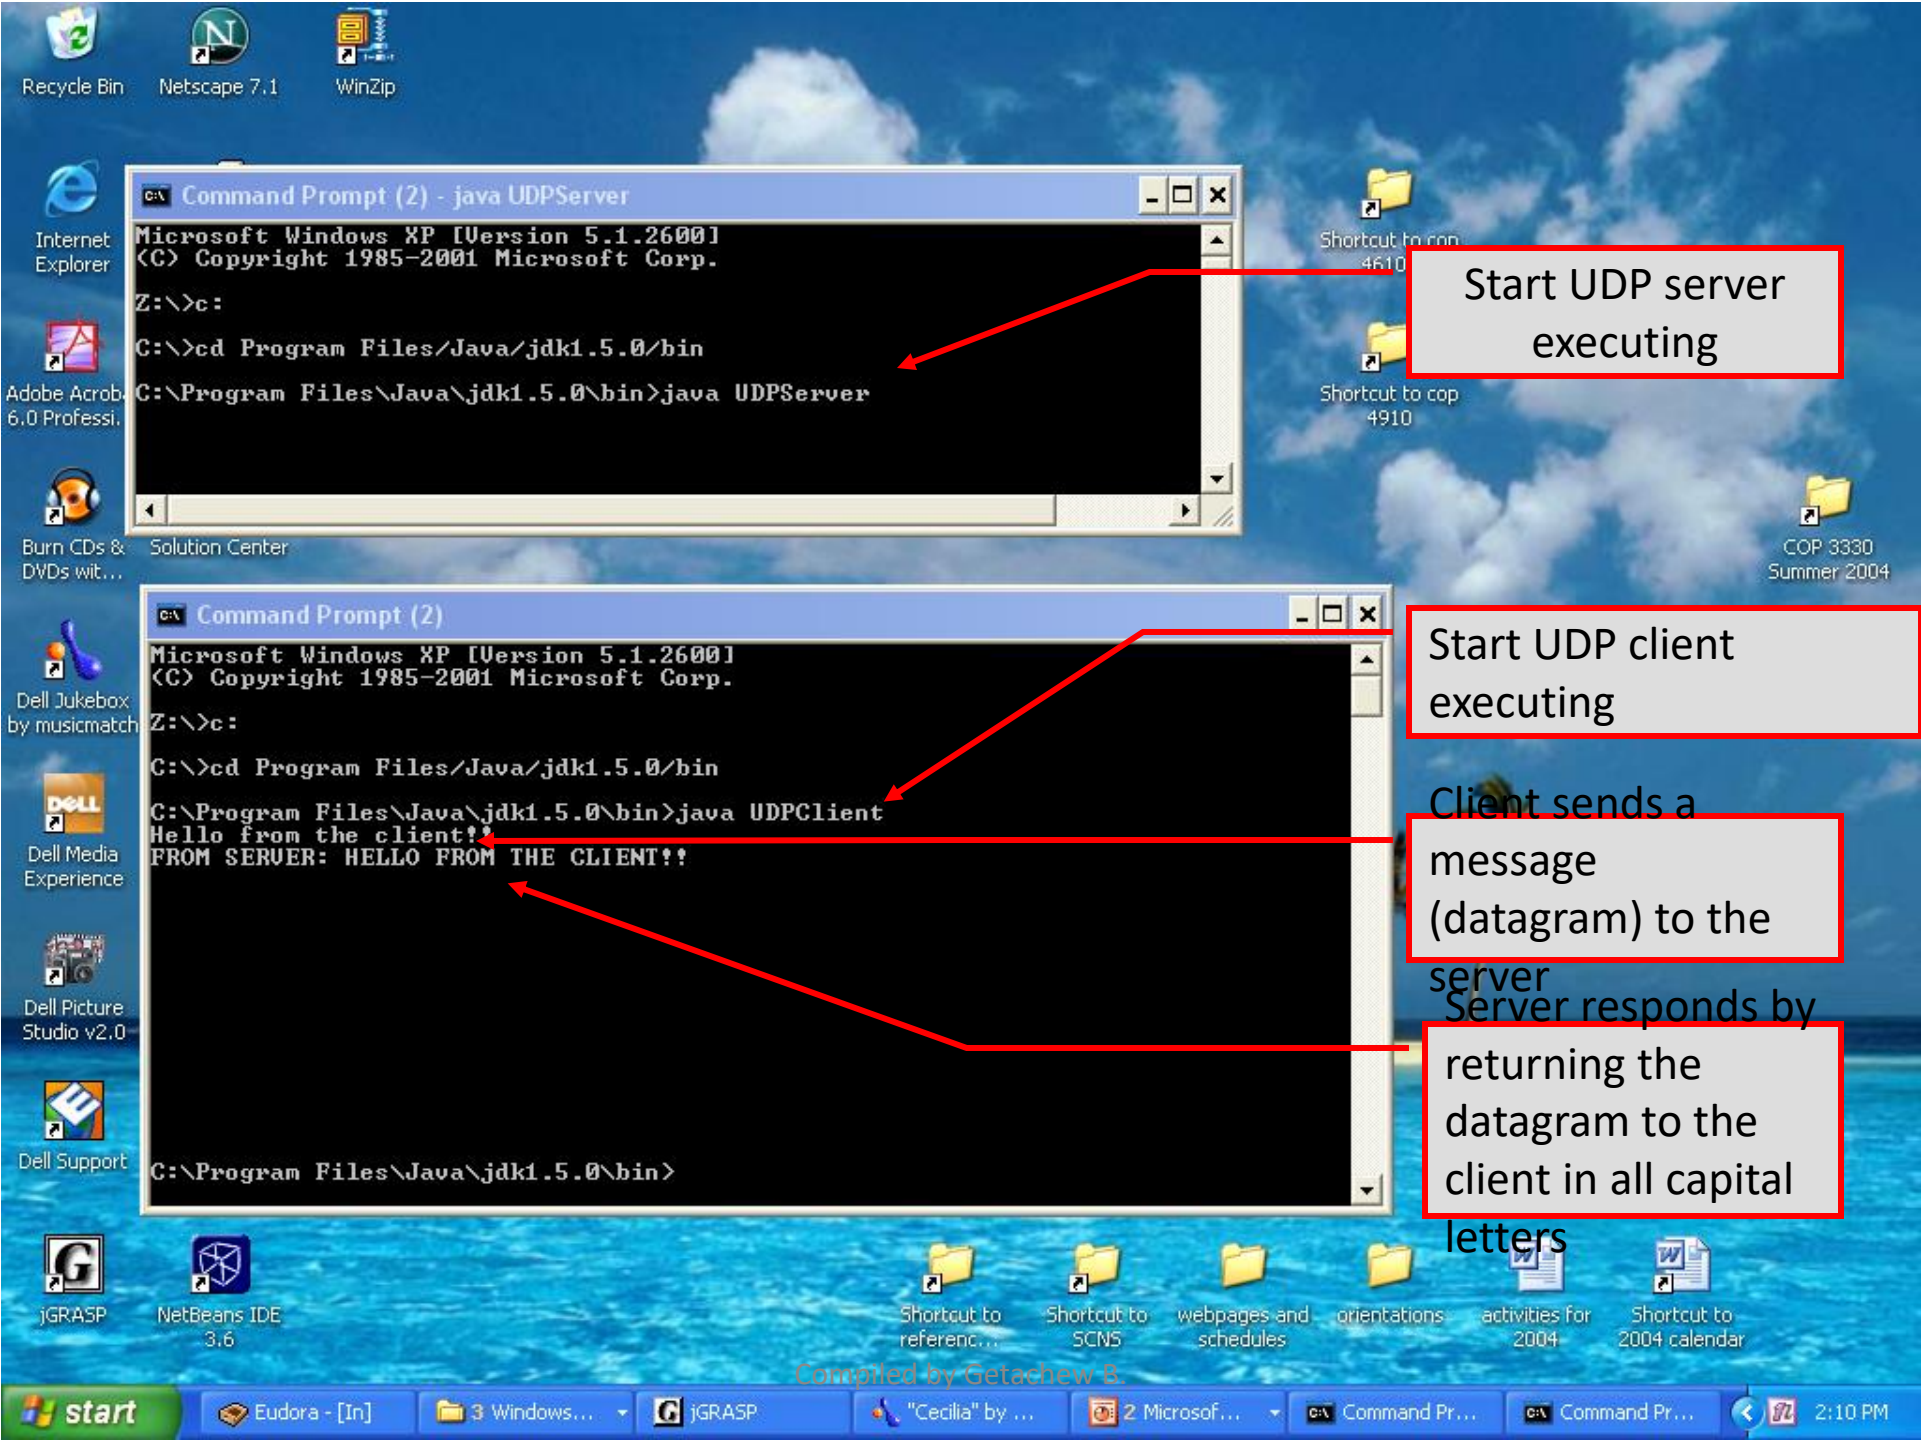 Recycle Bin
Netscape 7.1
WinZip
Command Prompt (2) - java UDPServer
Microsoft Windows XP [Version 5.1.2600]
(C) Copyright 1985-2001 Microsoft Corp.
Z:\>c:
C:\>cd Program Files/Java/jdk1.5.0/bin
C:\Program Files\Java\jdk1.5.0\bin>java UDPServer
Internet
Explorer
Adobe Acrob.
6.0 Professi.
Burn CDs &
DVDs wit...
Solution Center
Shortcut to cop
4610
Start UDP server
executing
Shortcut to cop
4910
COP 3330
Summer 2004
Command Prompt (2)
Microsoft Windows XP [Version 5.1.2600]
(C) Copyright 1985-2001 Microsoft Corp.
Z:\>c:
C:\>cd Program Files/Java/jdk1.5.0/bin
C:\Program Files\Java\jdk1.5.0\bin>java UDPClient
Hello from the client!!
FROM SERVER: HELLO FROM THE CLIENT!!
C:\Program Files\Java\jdk1.5.0\bin>
Start UDP client
executing
Client sends a
message
(datagram) to the
server
Server responds by
returning the
datagram to the
client in all capital
letters
Dell Jukebox
by musicmatch
DELL
Dell Media
Experience
Dell Picture
Studio v2.0
Dell Support
jGRASP
NetBeans IDE
3.6
Shortcut to
referenc...
Shortcut to
SCNS
webpages and
schedules
orientations
activities for
2004
Shortcut to
2004 calendar
Compiled by Getachew B.
start
Eudora - [In]
3 Windows...
jGRASP
"Cecilia" by ...
2 Microsof...
Command Pr...
Command Pr...
2:10 PM